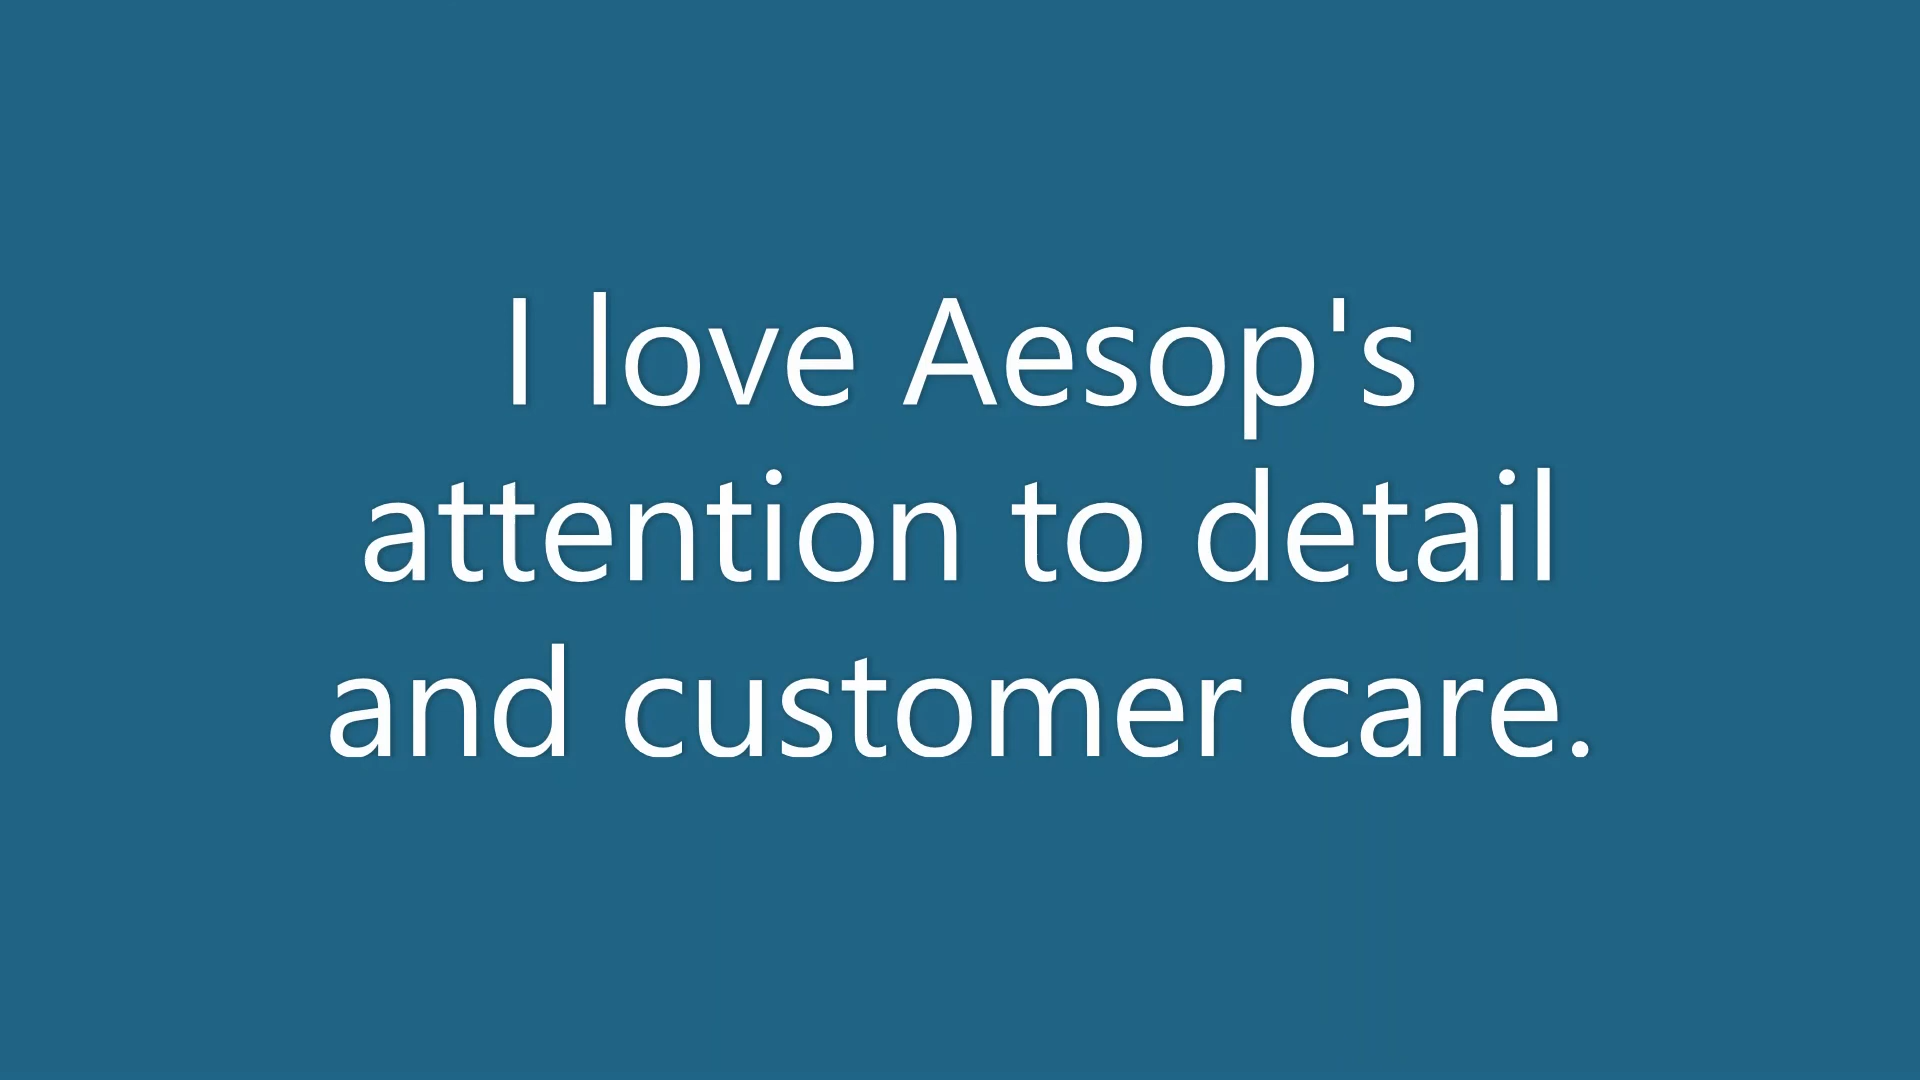 I love Aesop's
attention to detail
and customer care.